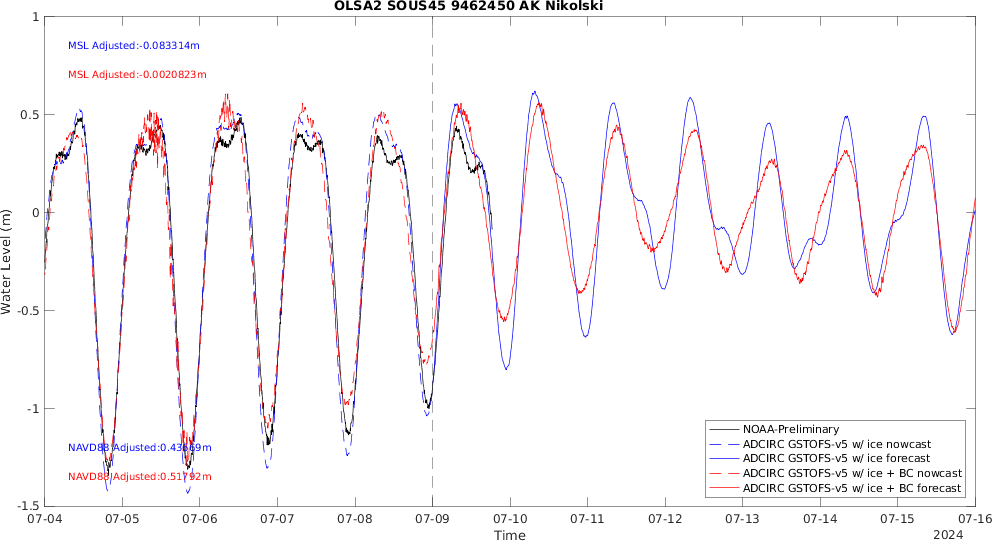 OLSA2 SOUS45 9462450 AK Nikolski
1
MSL Adjusted:-0.083314m
MSL Adjusted:-0.0020823m
0.5
0
Water Level (m)
-0.5
-1
NAVD88 Adjusted:0.43669m
NAVD88 Adjusted:0.51792m
-1.5
NOAA-Preliminary
ADCIRC GSTOFS-v5 w/ ice nowcast
ADCIRC GSTOFS-v5 w/ ice forecast
ADCIRC GSTOFS-v5 w/ ice + BC nowcast
ADCIRC GSTOFS-v5 w/ ice + BC forecast
07-04 07-05 07-06 07-07 07-08 07-09 07-10 07-11 07-12 07-13 07-14 07-15 07-16
Time
2024